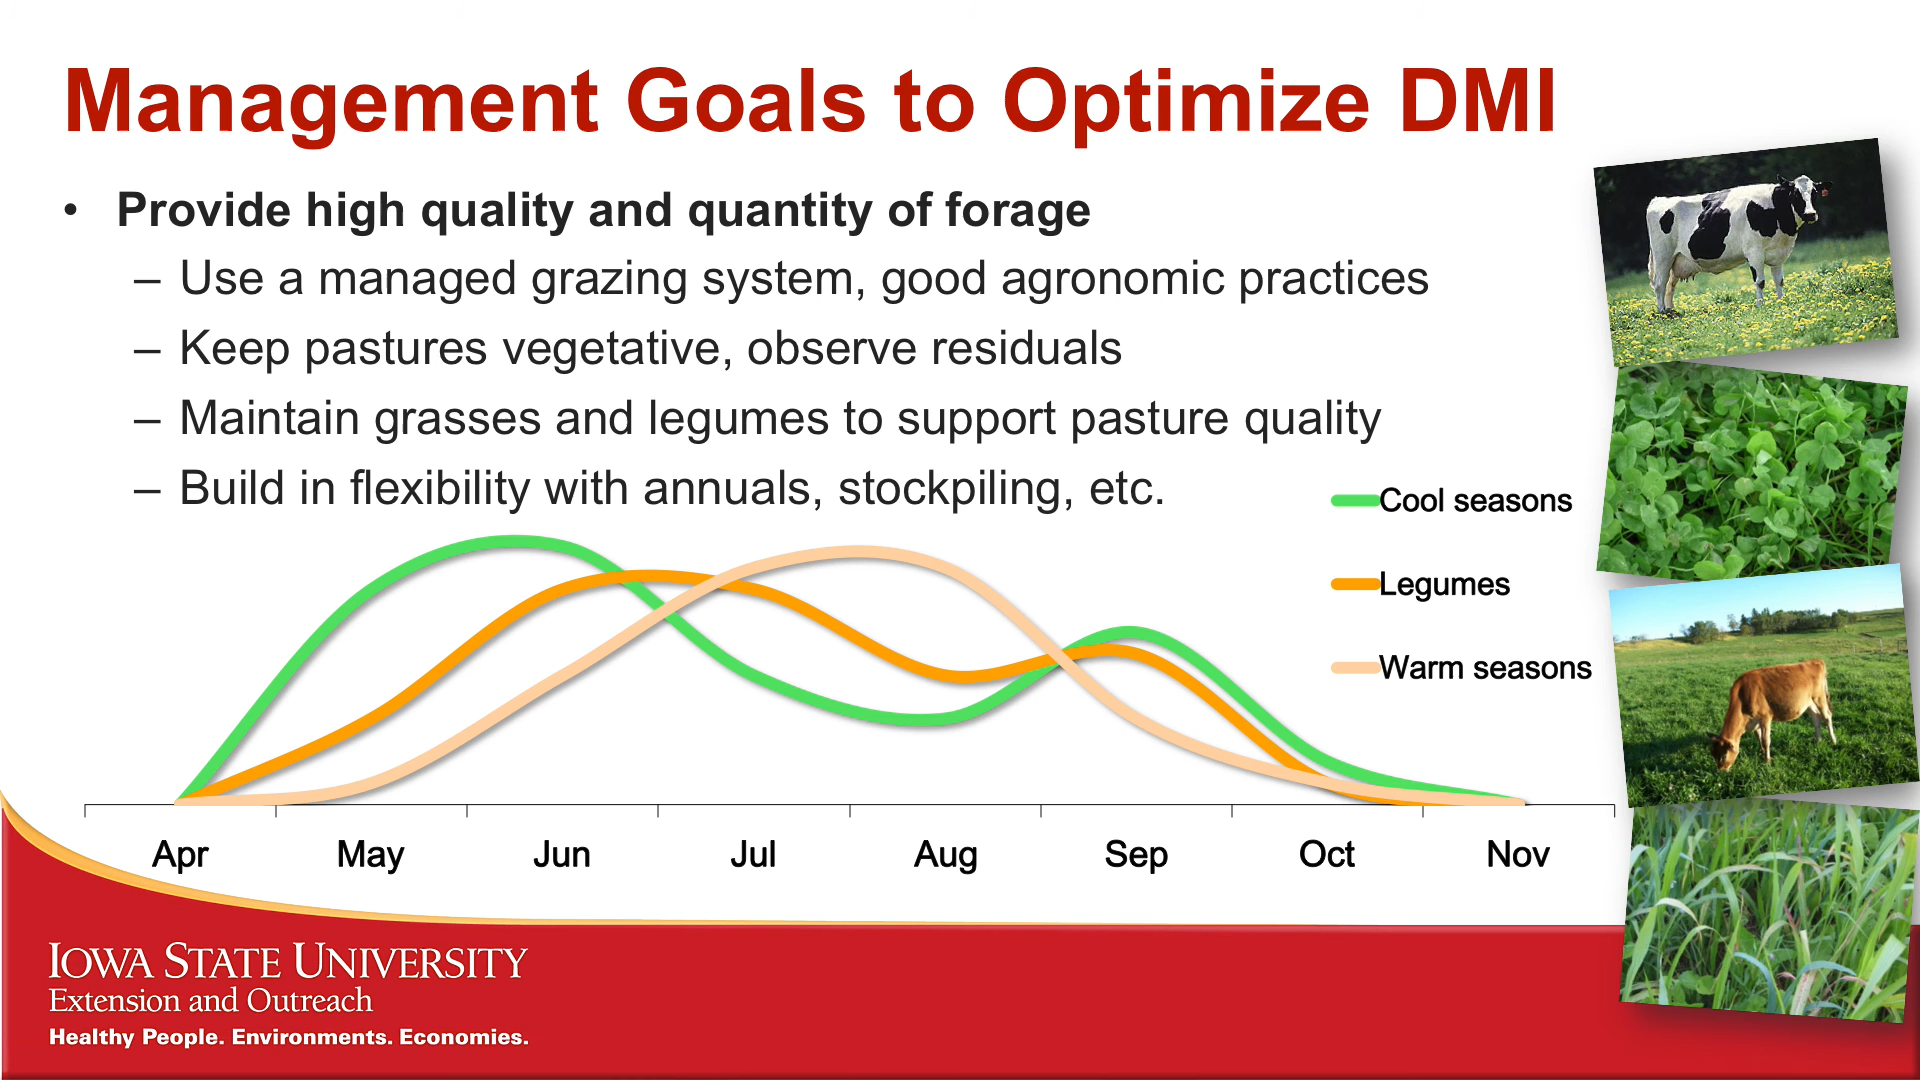 Management Goals to Optimize DMI
• Provide high quality and quantity of forage
– Use a managed grazing system, good agronomic practices
– Keep pastures vegetative, observe residuals
– Maintain grasses and legumes to support pasture quality
– Build in flexibility with annuals, stockpiling, etc.
Cool seasons
Legumes
Warm seasons
Apr May Jun Jul Aug Sep Oct Nov
IOWA STATE UNIVERSITY
Extension and Outreach
Healthy People. Environments. Economies.